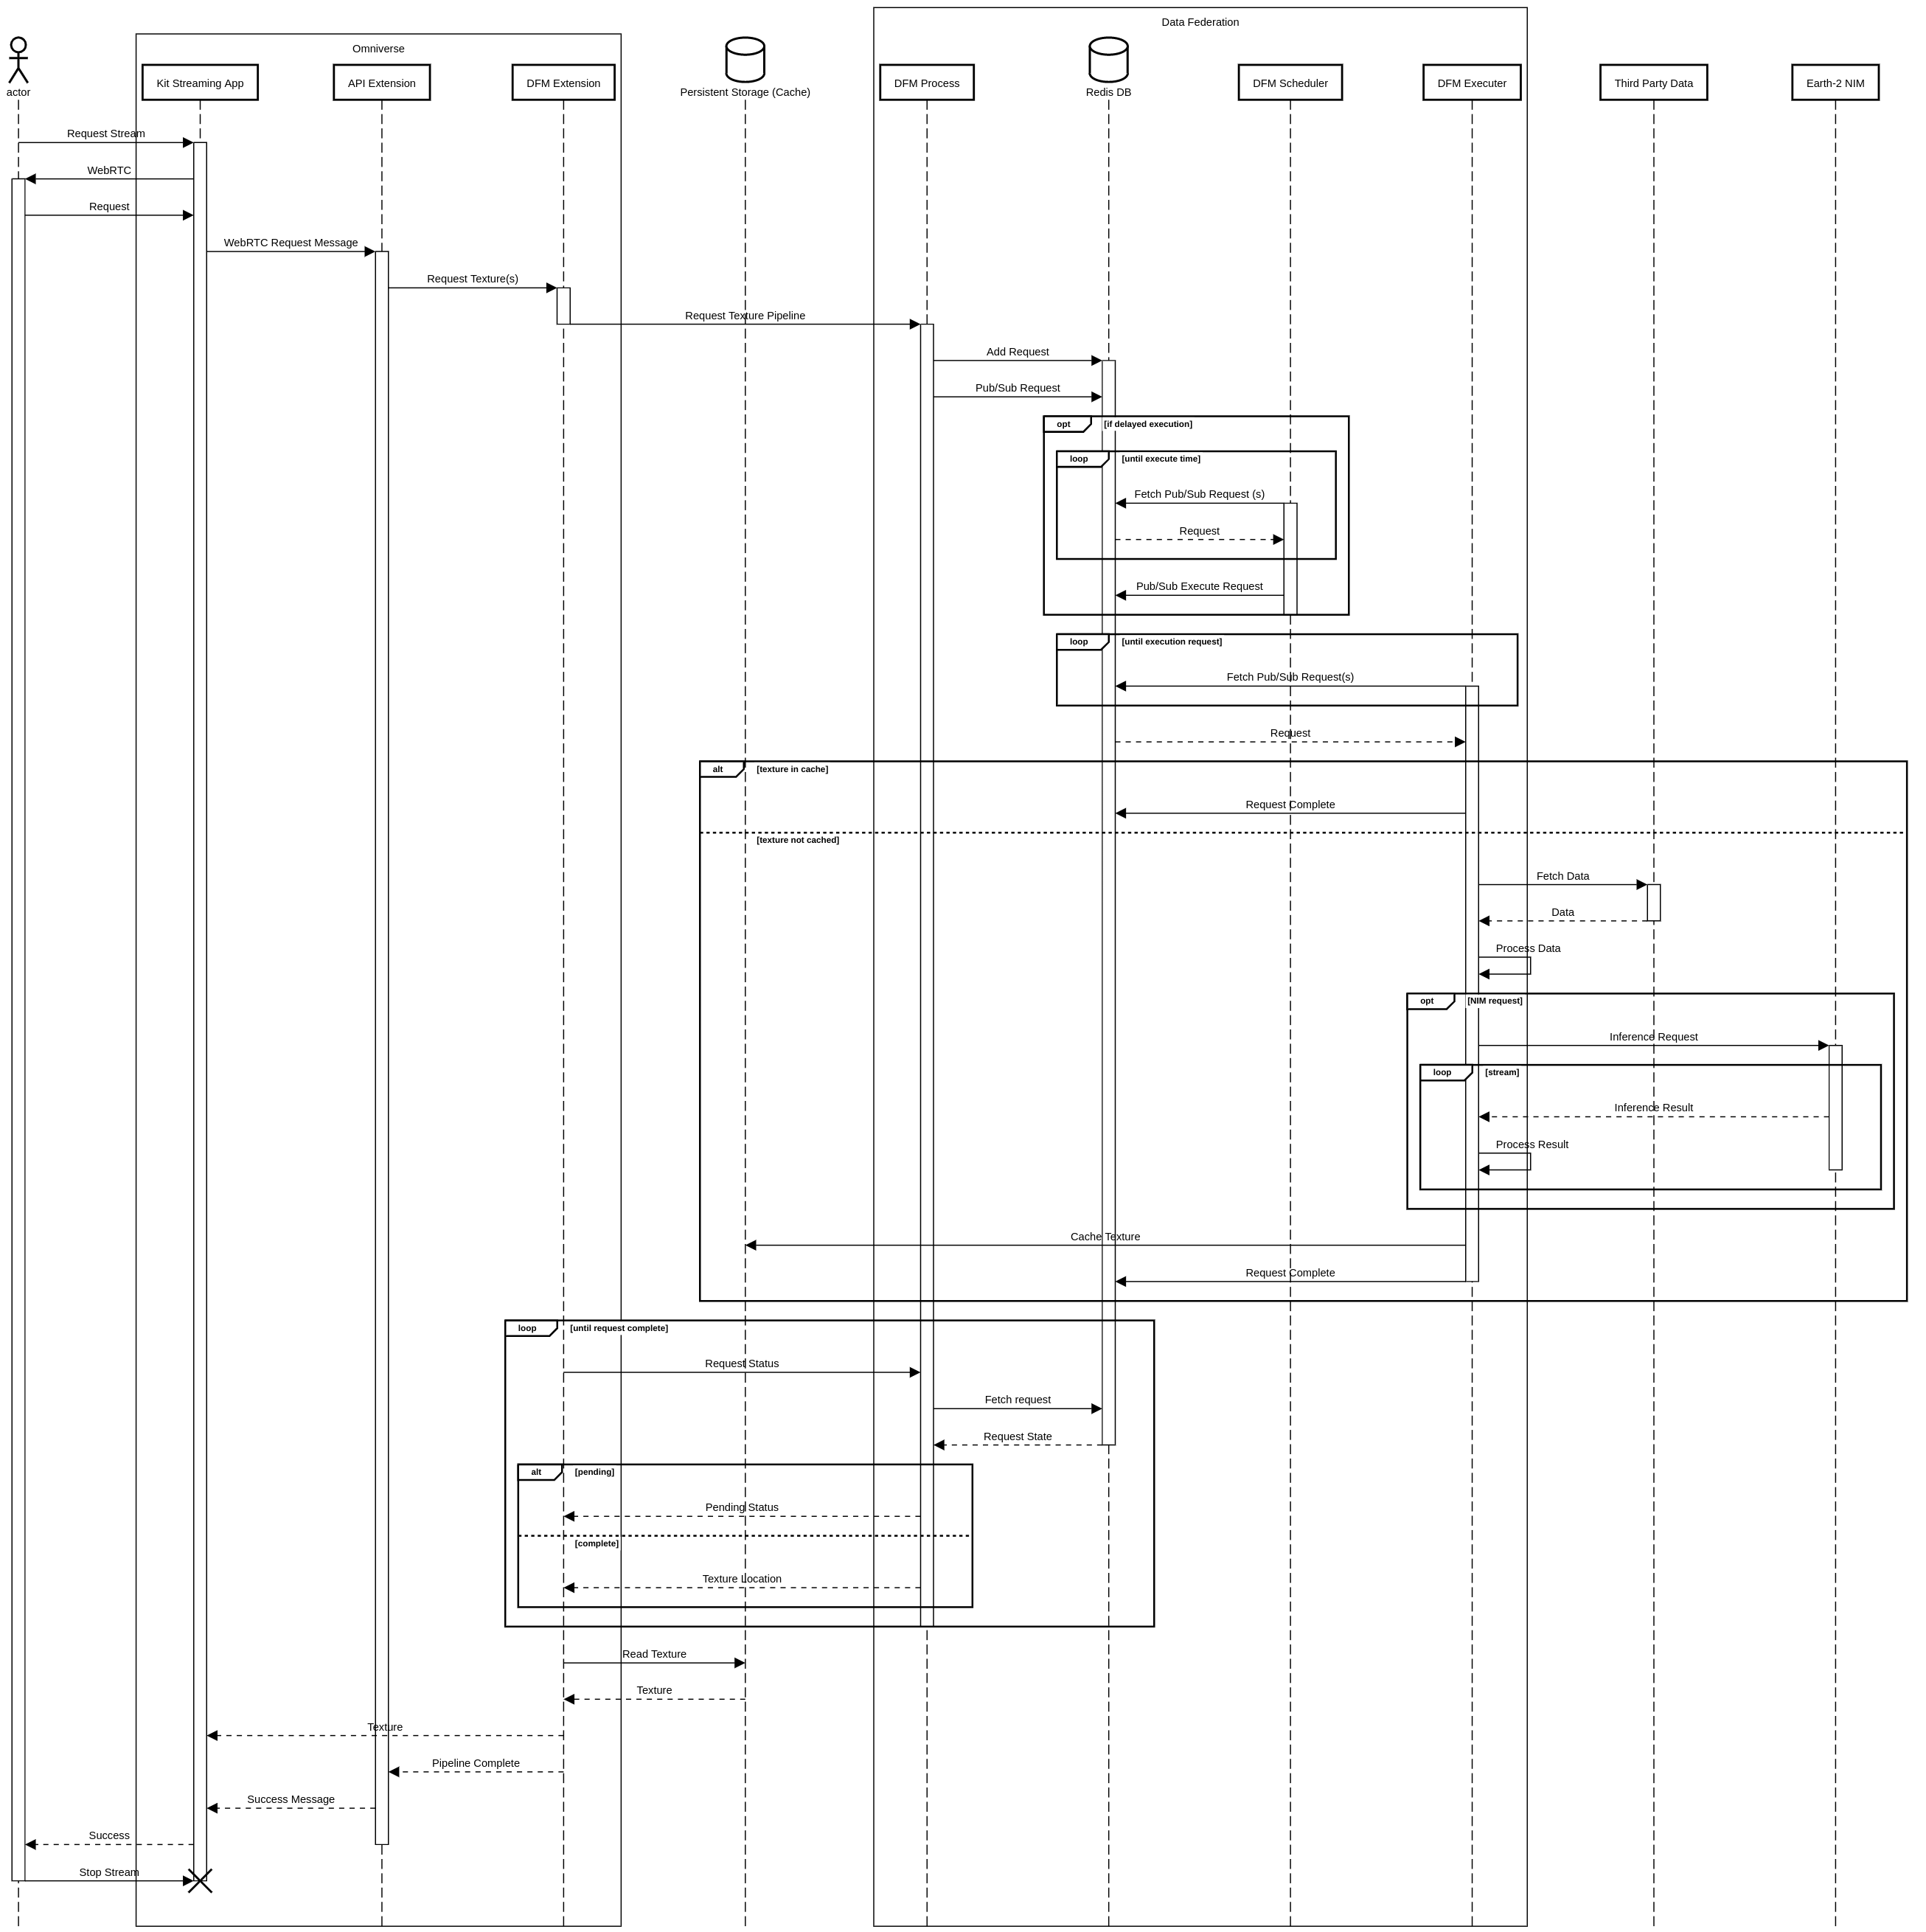 Data Federation
Omniverse
actor
Kit Streaming App
API Extension
DFM Extension
Persistent Storage (Cache)
DFM Process
Redis DB
DFM Scheduler
DFM Executer
Third Party Data
Earth-2 NIM
Request Stream
WebRTC
Request
WebRTC Request Message
Request Texture(s)
Request Texture Pipeline
Add Request
Pub/Sub Request
opt [if delayed execution]
loop [until execute time]
Fetch Pub/Sub Request (s)
Request
Pub/Sub Execute Request
loop [until execution request]
Fetch Pub/Sub Request(s)
Request
alt [texture in cache]
Request Complete
[texture not cached]
Fetch Data
Data
Process Data
opt [NIM request]
Inference Request
loop [stream]
Inference Result
Process Result
Cache Texture
Request Complete
loop [until request complete]
Request Status
Fetch request
Request State
alt [pending]
Pending Status
[complete]
Texture Location
Read Texture
Texture
Texture
Pipeline Complete
Success Message
Success
Stop Stream